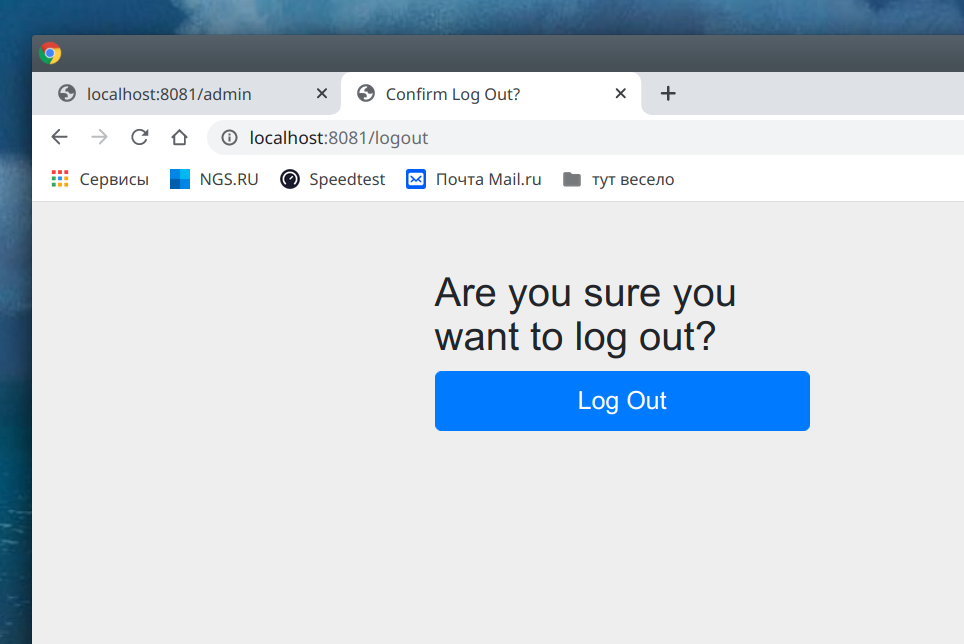 localhost:8081/admin
Confirm Log Out?
localhost:8081/logout
Сервисы
NGS.RU
Speedtest
Почта Mail.ru
тут весело
Are you sure you
want to log out?
Log Out